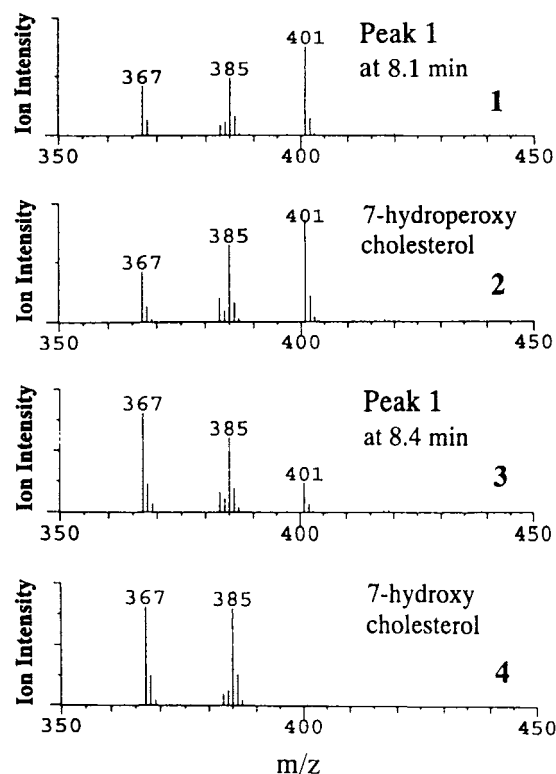 Ion Intensity
367
385
401
Peak 1
at 8.1 min
1
350
400
450
Ion Intensity
367
385
401
7-hydroperoxy
cholesterol
2
350
400
450
Ion Intensity
367
385
401
Peak 1
at 8.4 min
3
350
400
450
Ion Intensity
367
385
7-hydroxy
cholesterol
4
350
400
450
m/z